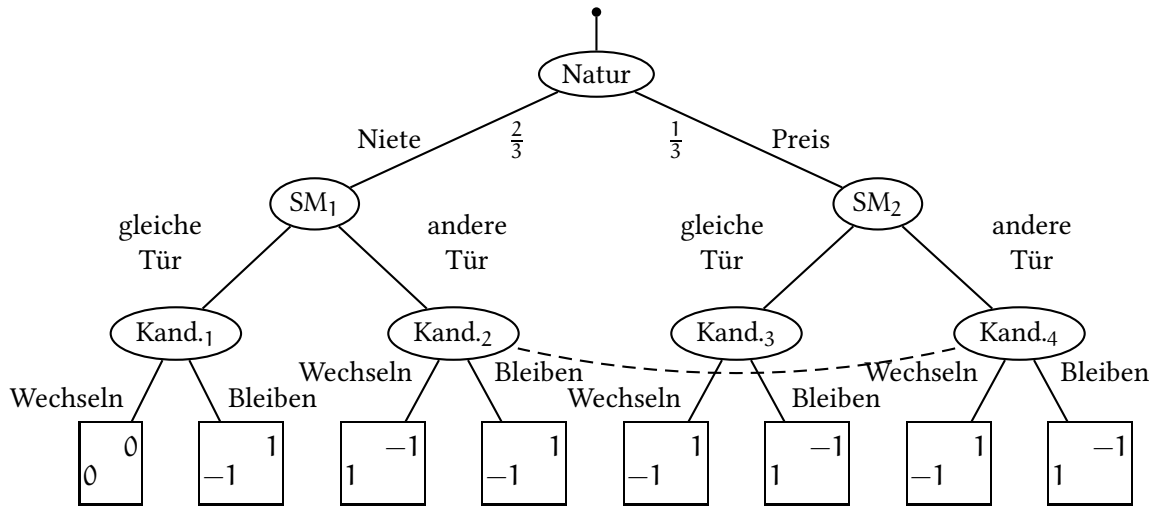 Natur
Niete 2/3 1/3 Preis
SM1 SM2
gleiche Tür andere Tür gleiche Tür andere Tür
Kand.1 Kand.2 Kand.3 Kand.4
Wechseln Bleiben Wechseln Bleiben Wechseln Bleiben Wechseln Bleiben
0 1 −1 1 1 −1 1 −1
0 −1 1 −1 −1 1 −1 1